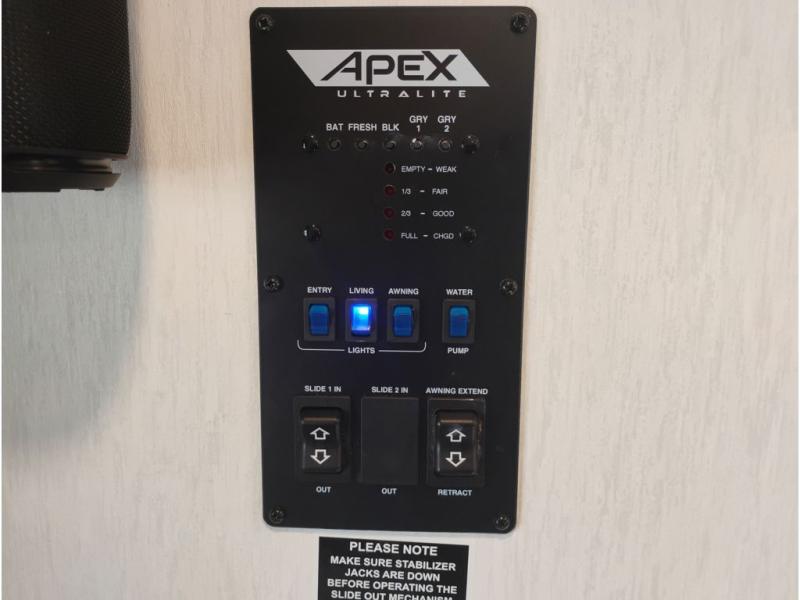 APEX
ULTRALITE
BAT FRESH BLK GRY 1 GRY 2
EMPTY - WEAK
1/3 - FAIR
2/3 - GOOD
FULL - CHGD
ENTRY LIVING AWNING WATER
LIGHTS PUMP
SLIDE 1 IN SLIDE 2 IN AWNING EXTEND
OUT OUT RETRACT
PLEASE NOTE
MAKE SURE STABILIZER
JACKS ARE DOWN
BEFORE OPERATING THE
SLIDE OUT MECHANISM